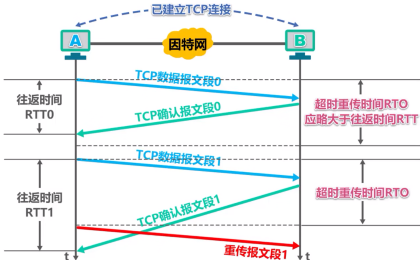 已建立TCP连接
A
因特网
B
TCP数据报文段0
往返时间
RTT0
超时重传时间RTO
应略大于往返时间RTT
TCP确认报文段0
TCP数据报文段1
往返时间
RTT1
超时重传时间RTO
TCP确认报文段1
重传报文段1
t
t